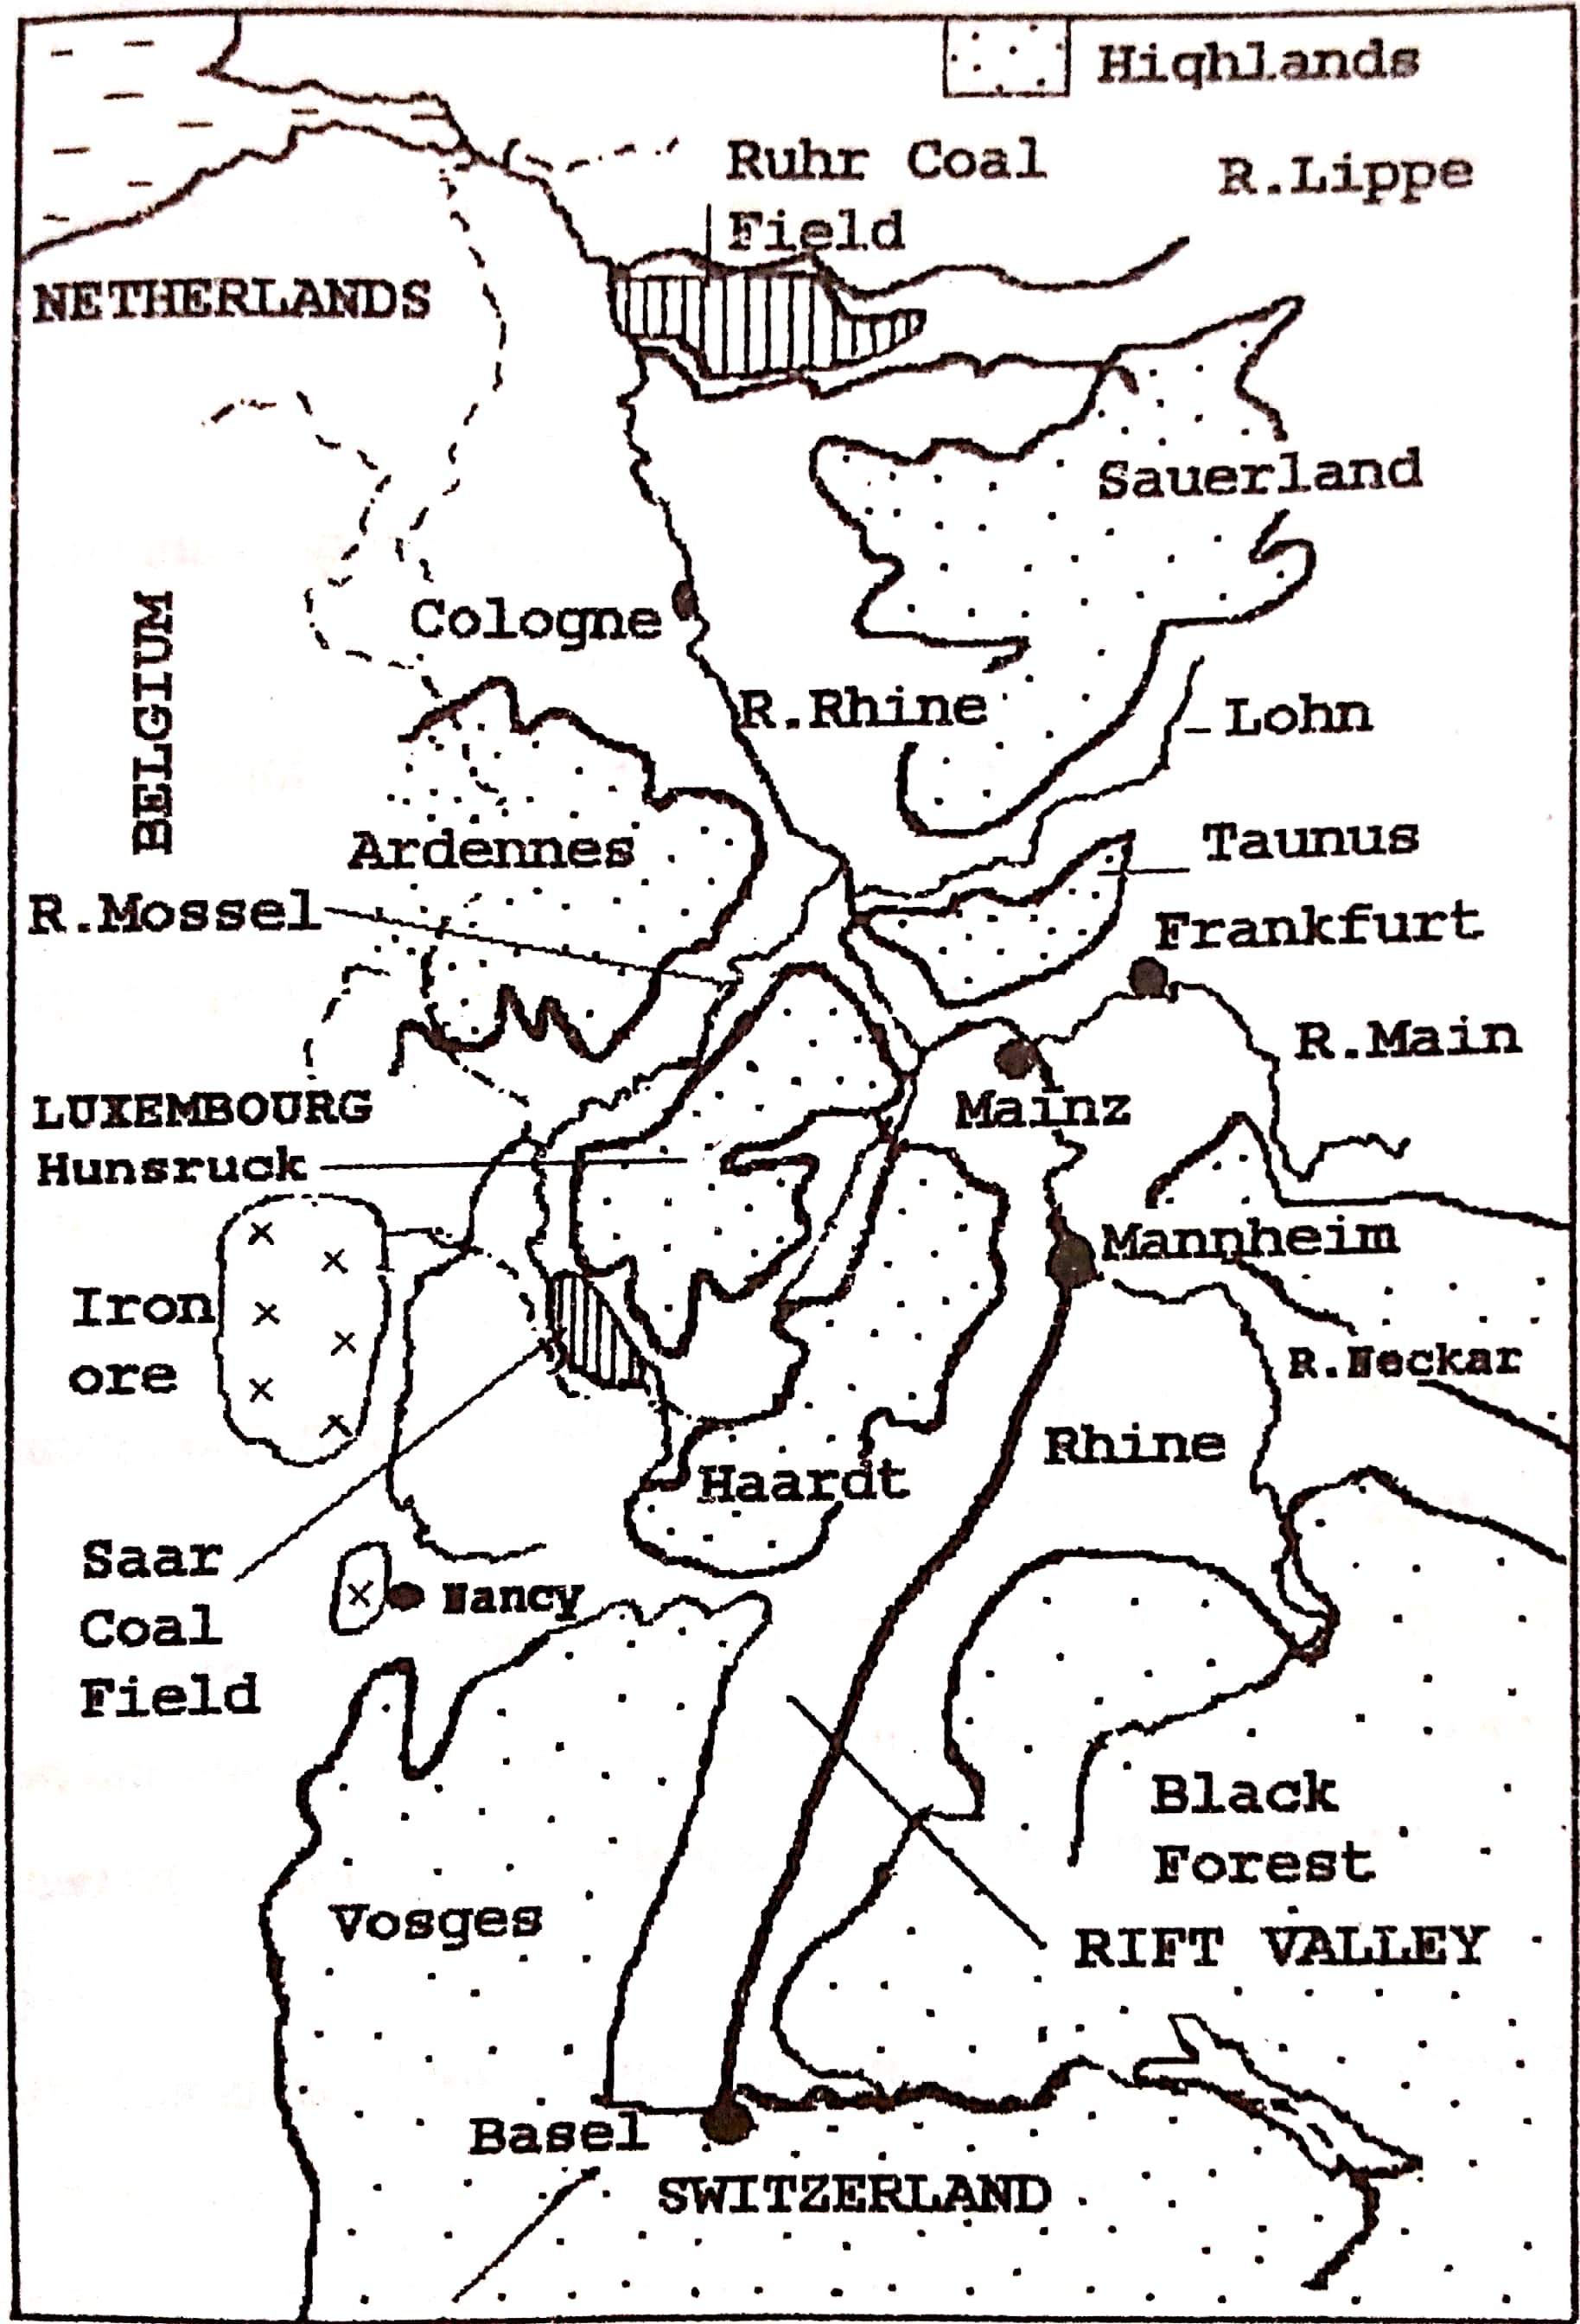 Highlands
Ruhr Coal
Field
R.Lippe
NETHERLANDS
Sauerland
Cologne
BELGIUM
R.Rhine
Lohn
Ardennes
Taunus
R.Mossel
Frankfurt
R.Main
LUXEMBOURG
Mainz
Hunsruck
Mannheim
Iron
ore
R.Neckar
Rhine
Haardt
Saar
Coal
Field
Nancy
Black
Forest
Vosges
RIFT VALLEY
Basel
SWITZERLAND